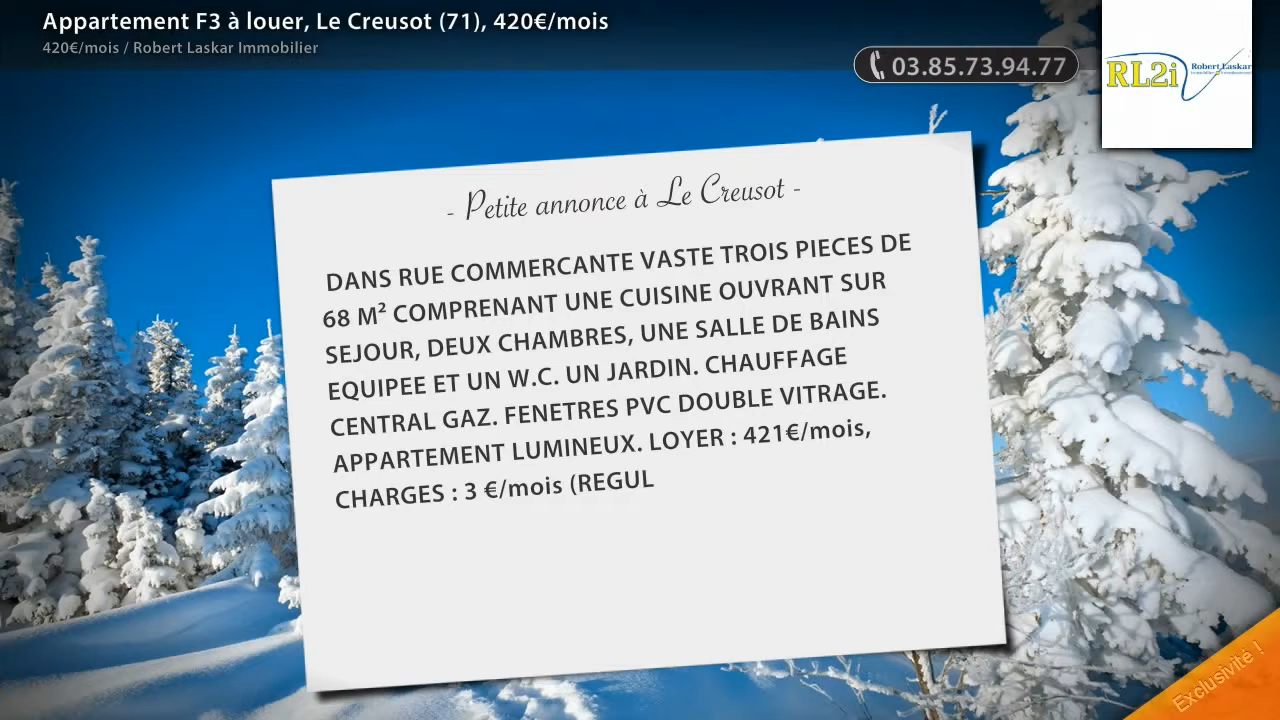 Appartement F3 à louer, Le Creusot (71), 420€/mois
420€/mois / Robert Laskar Immobilier
03.85.73.94.77
RL2i
Robert Laskar
- Petite annonce à Le Creusot -
DANS RUE COMMERCANTE VASTE TROIS PIECES DE
68 M² COMPRENANT UNE CUISINE OUVRANT SUR
SEJOUR, DEUX CHAMBRES, UNE SALLE DE BAINS
EQUIPEE ET UN W.C. UN JARDIN. CHAUFFAGE
CENTRAL GAZ. FENETRES PVC DOUBLE VITRAGE.
APPARTEMENT LUMINEUX. LOYER : 421€/mois,
CHARGES : 3 €/mois (REGUL
Exclusivité !